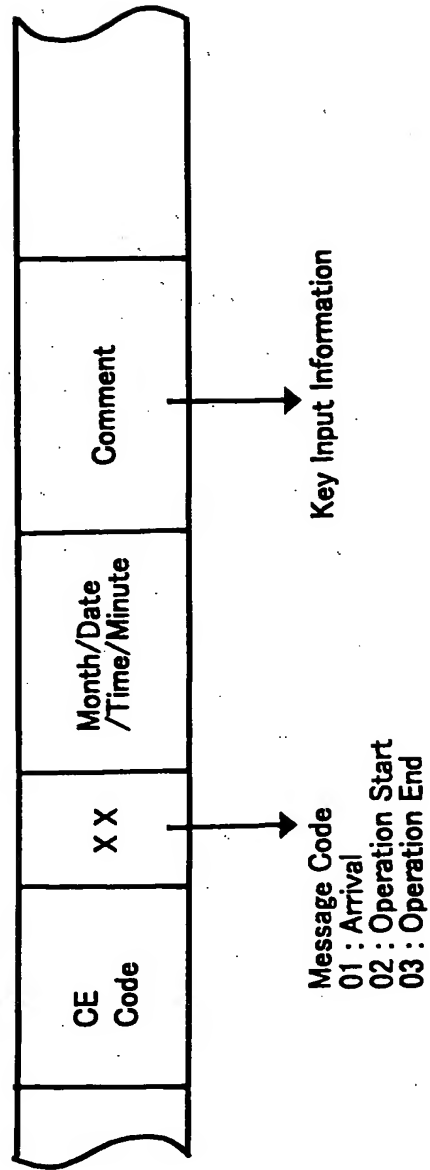 CE
Code
X X
Month/Date
/Time/Minute
Comment
Message Code
01 : Arrival
02 : Operation Start
03 : Operation End
Key Input Information